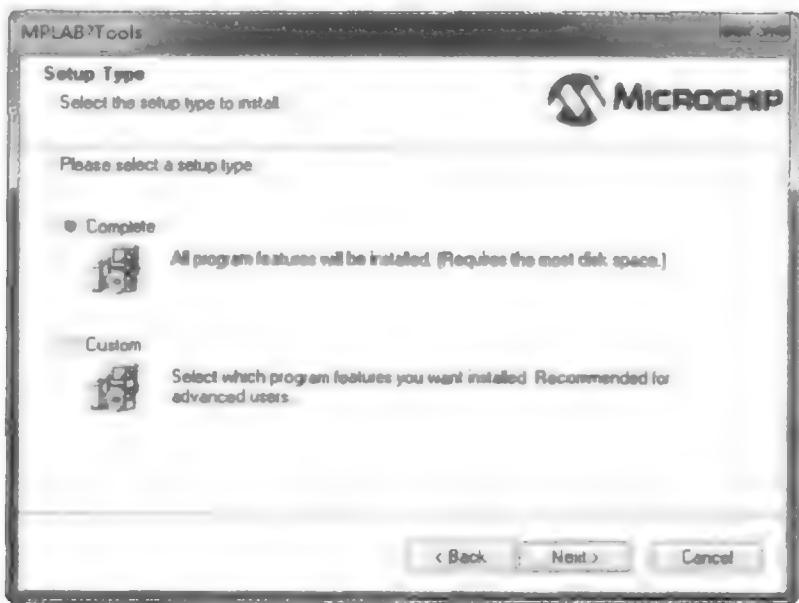 MPLAB?Tools
Setup Type
Select the setup type to install.
MICROCHIP
Please select a setup type.
Complete
All program features will be installed. (Requires the most disk space.)
Custom
Select which program features you want installed. Recommended for
advanced users.
< Back
Next >
Cancel